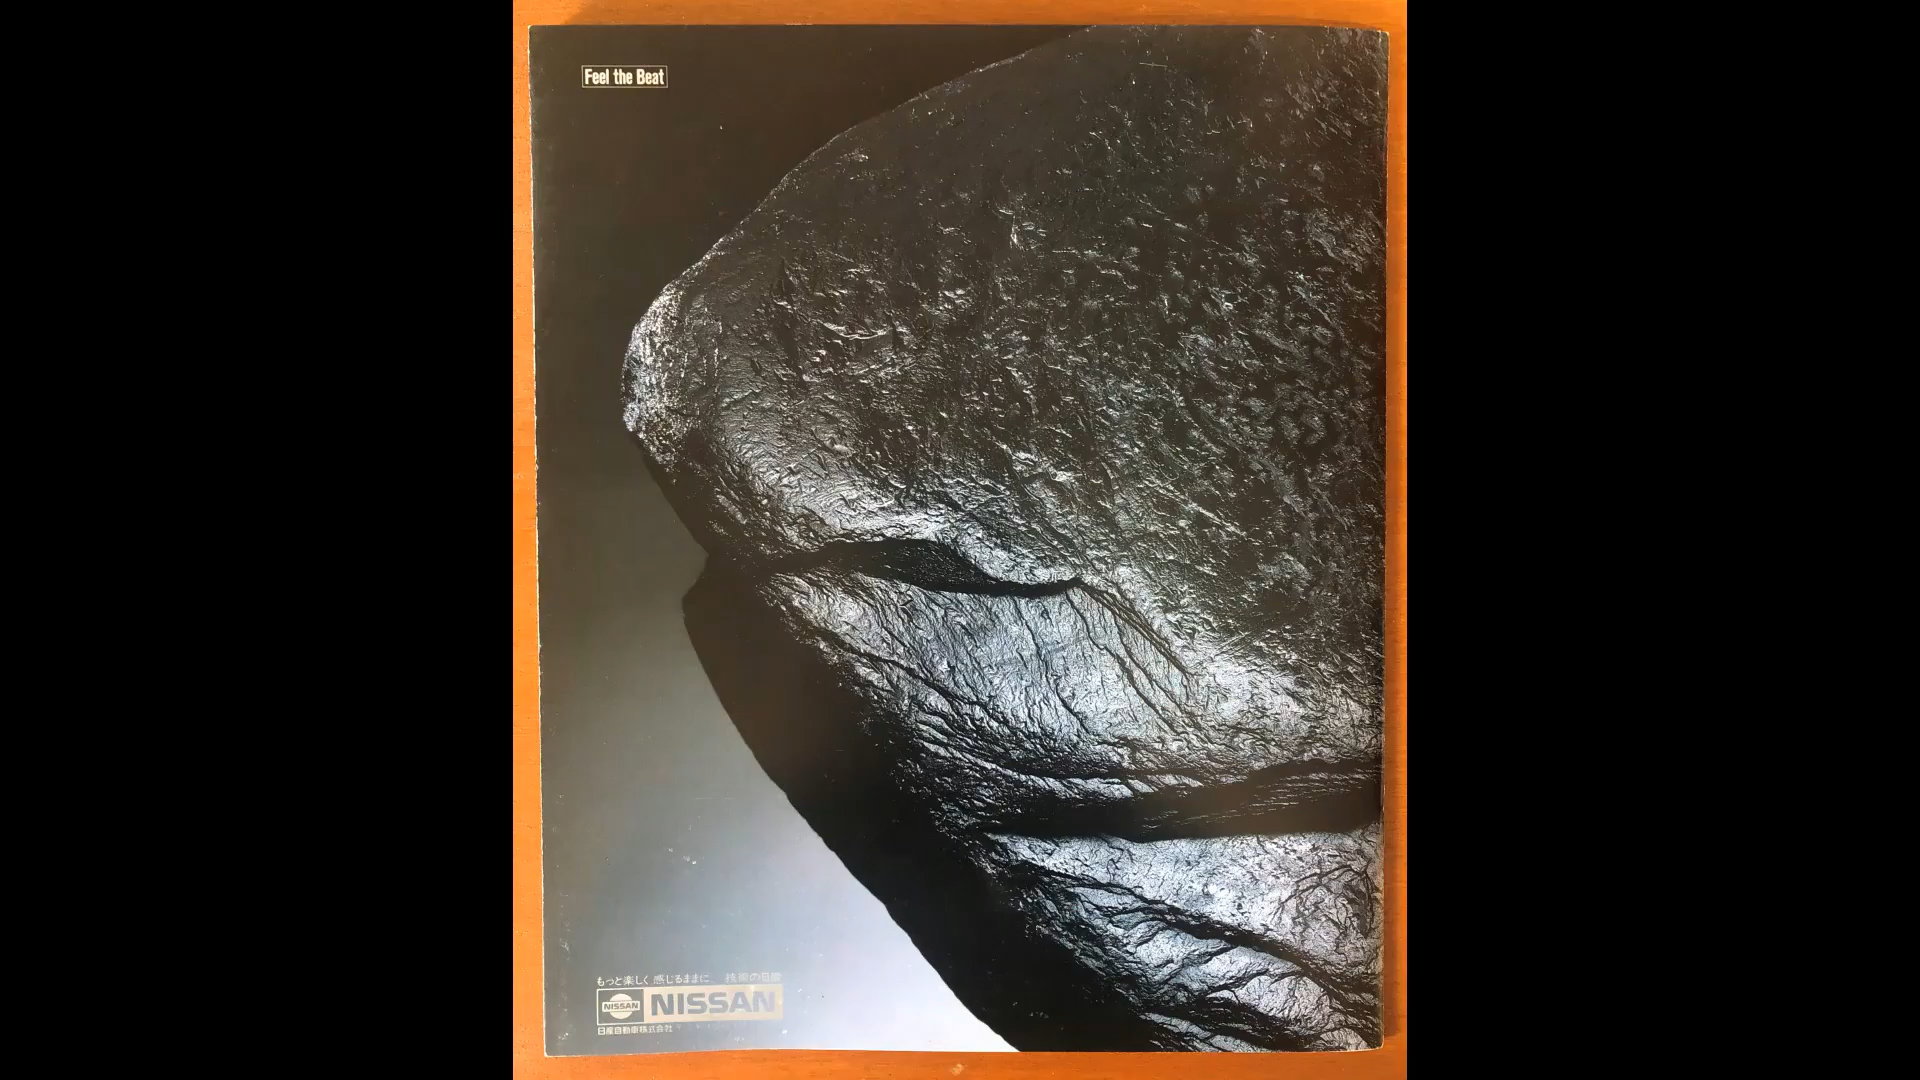 Feel the Beat
もっと楽しく 感じるままに 技術の日産
NISSAN NISSAN
日産自動車株式会社